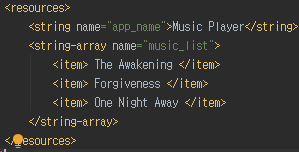 <resources>
<string name="app_name">Music Player</string>
<string-array name="music_list">
<item> The Awakening </item>
<item> Forgiveness </item>
<item> One Night Away </item>
</string-array>
</resources>